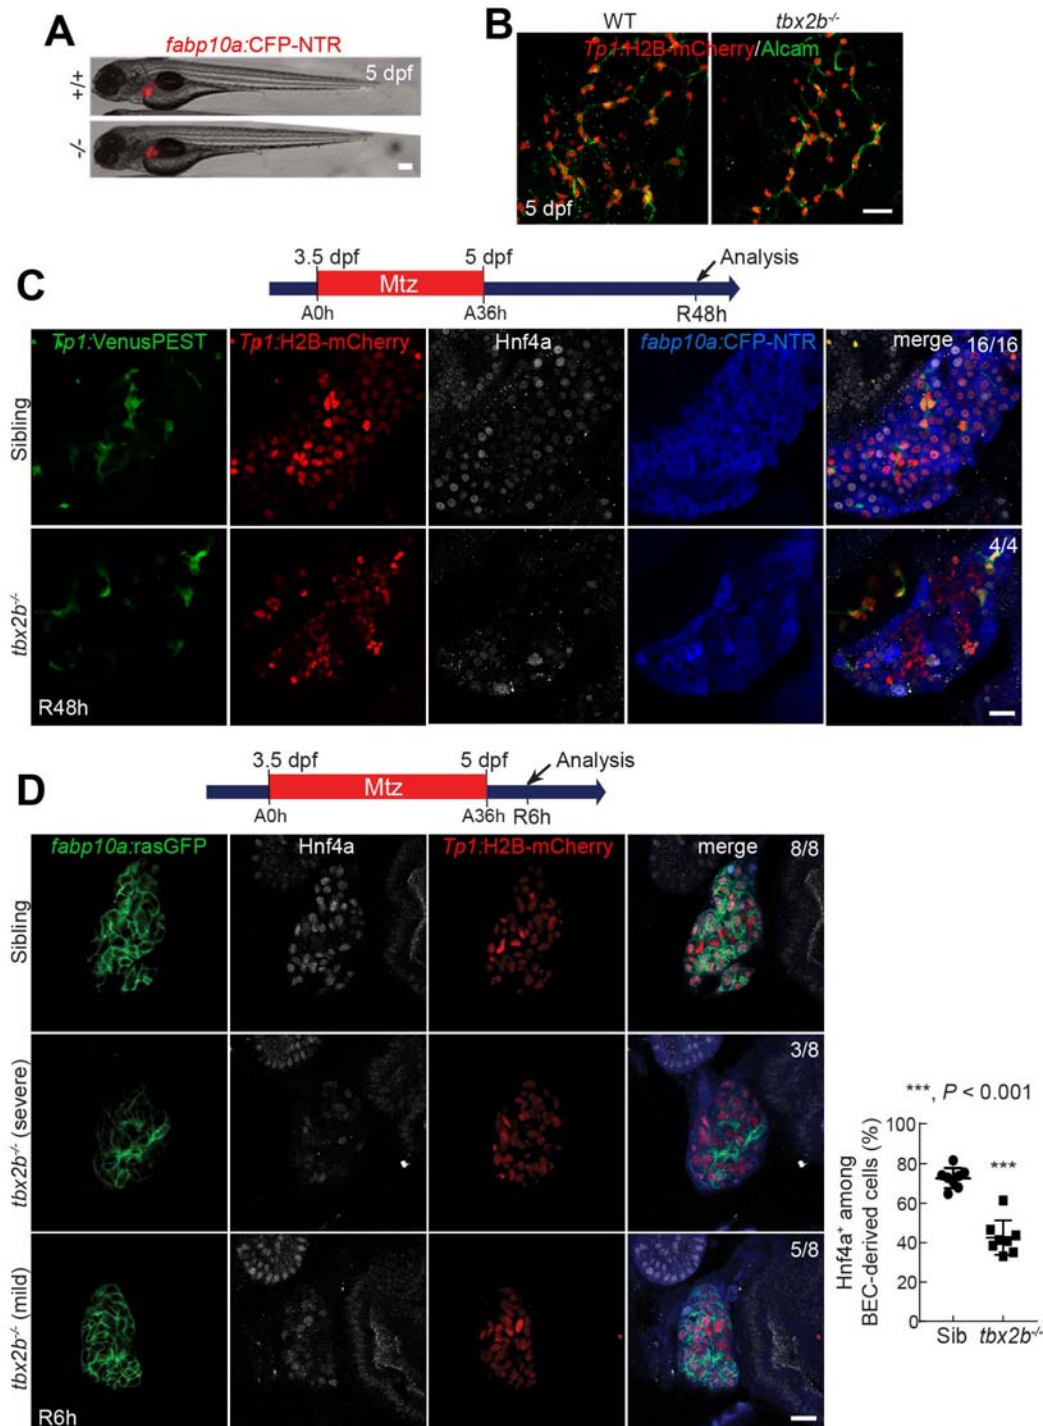 A
fabp10a:CFP-NTR
+/+
5 dpf
-/-
B
WT
tbx2b-/-
Tp1:H2B-mCherry/Alcam
5 dpf
C
3.5 dpf
5 dpf
Analysis
Mtz
A0h
A36h
R48h
Tp1:VenusPEST
Tp1:H2B-mCherry
Hnf4a
fabp10a:CFP-NTR
merge
16/16
Sibling
4/4
tbx2b-/-
R48h
D
3.5 dpf
5 dpf
Analysis
Mtz
A0h
A36h
R6h
fabp10a:rasGFP
Hnf4a
Tp1:H2B-mCherry
merge
8/8
Sibling
3/8
tbx2b-/- (severe)
5/8
tbx2b-/- (mild)
R6h
***, P < 0.001
Hnf4a+ among
BEC-derived cells (%)
100
80
60
40
20
0
***
Sib
tbx2b-/-